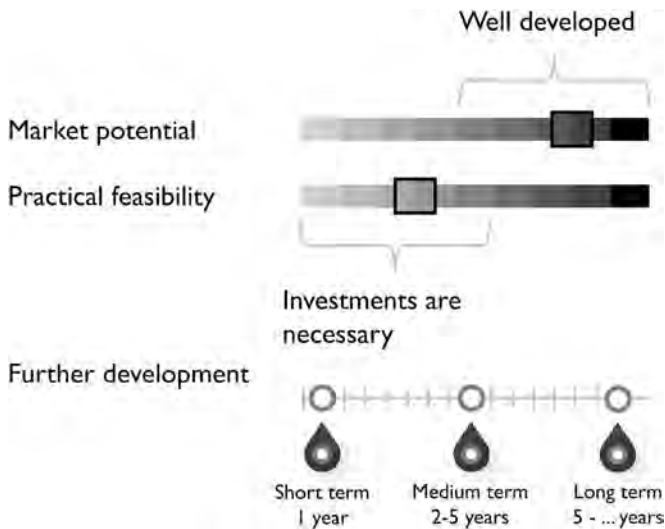 Well developed
Market potential
Practical feasibility
Investments are
necessary
Further development
Short term
1 year
Medium term
2-5 years
Long term
5 - ... years